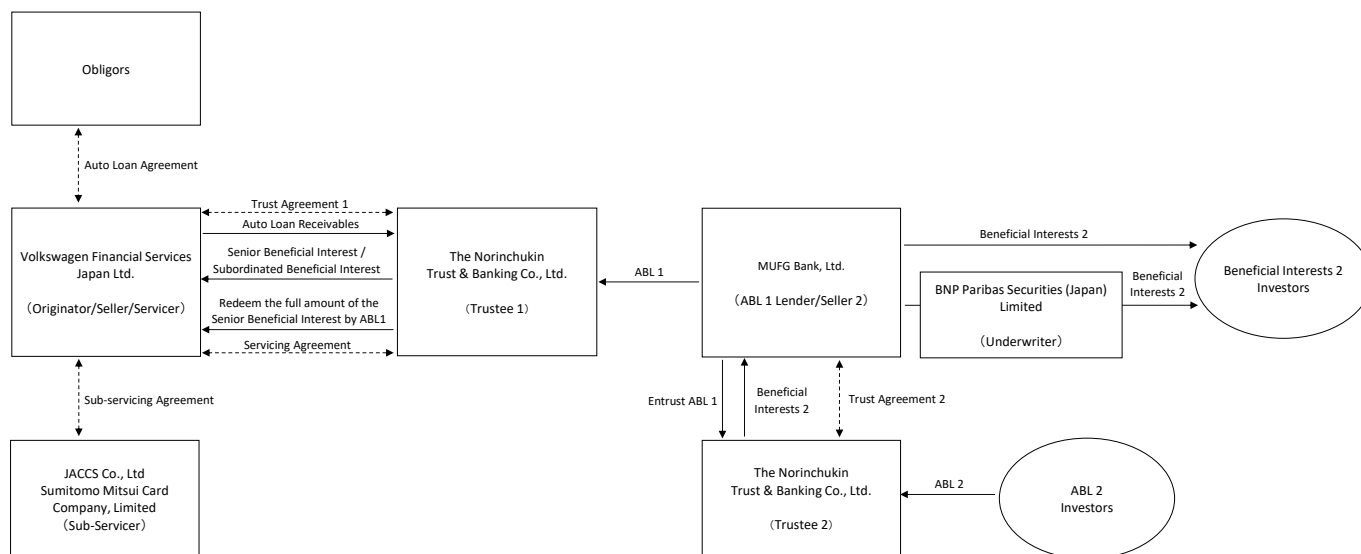 Obligors
Auto Loan Agreement
Volkswagen Financial Services
Japan Ltd.
（Originator/Seller/Servicer）
Trust Agreement 1
Auto Loan Receivables
Senior Beneficial Interest /
Subordinated Beneficial Interest
Redeem the full amount of the
Senior Beneficial Interest by ABL1
Servicing Agreement
The Norinchukin
Trust & Banking Co., Ltd.
（Trustee 1）
ABL 1
MUFG Bank, Ltd.
（ABL 1 Lender/Seller 2）
Beneficial Interests 2
BNP Paribas Securities (Japan)
Limited
（Underwriter）
Beneficial
Interests 2
Beneficial Interests 2
Investors
Sub-servicing Agreement
JACCS Co., Ltd
Sumitomo Mitsui Card
Company, Limited
（Sub-Servicer）
Entrust ABL 1
Beneficial
Interests 2
Trust Agreement 2
The Norinchukin
Trust & Banking Co., Ltd.
（Trustee 2）
ABL 2
ABL 2
Investors